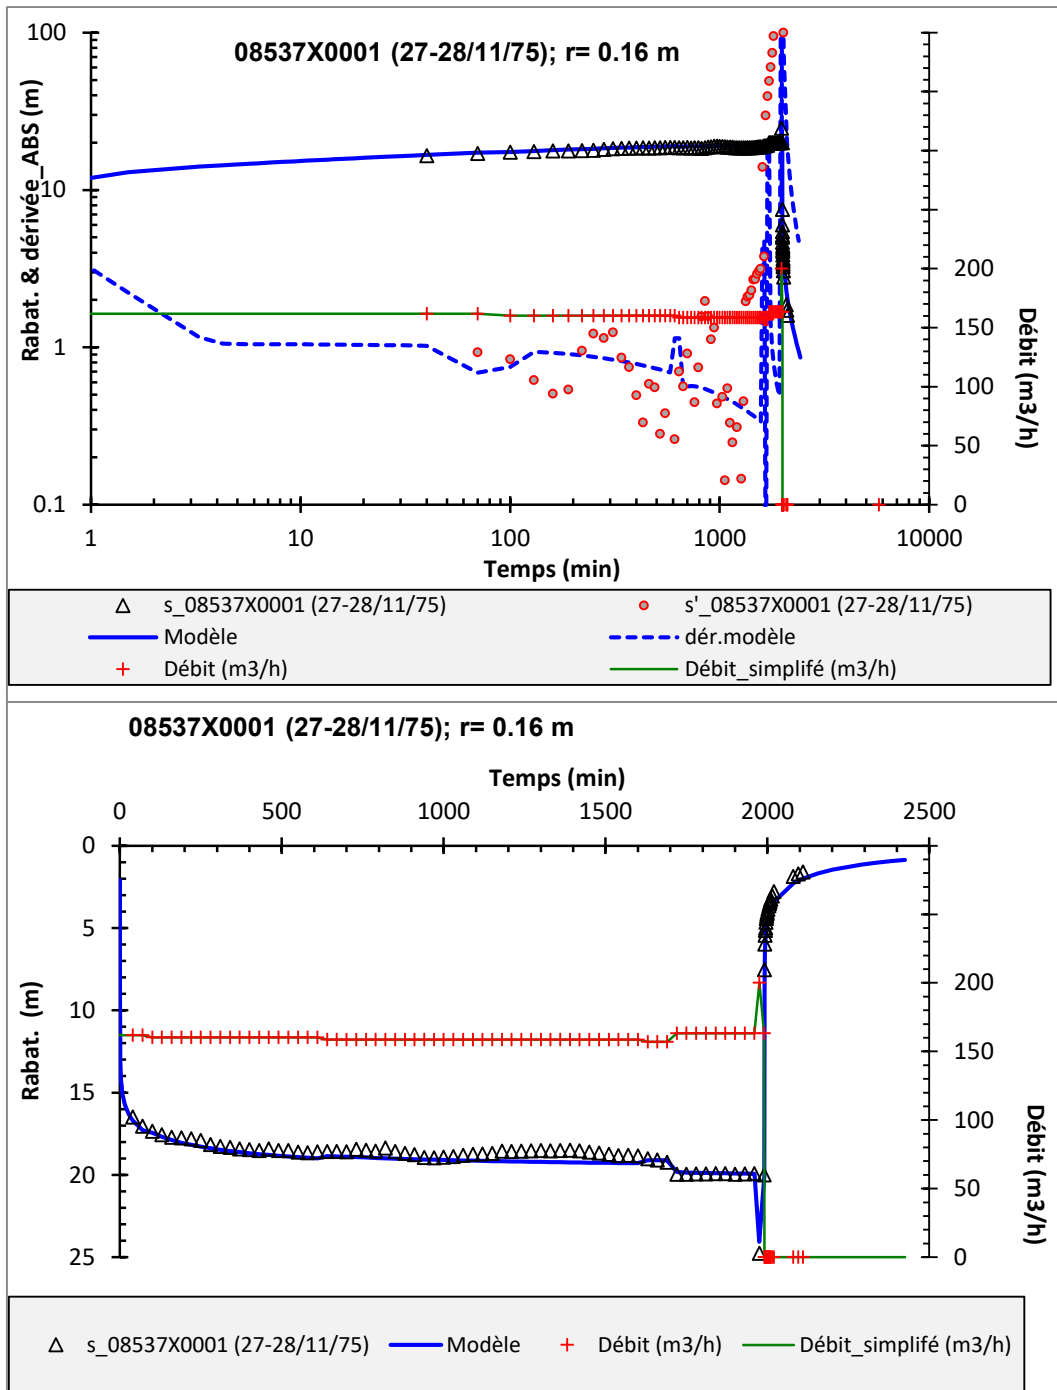 08537X0001 (27-28/11/75); r= 0.16 m
Rabat. & dérivée_ABS (m)
100
10
1
0.1
200
150
100
50
0
Débit (m3/h)
1 10 100 1000 10000
Temps (min)
s_08537X0001 (27-28/11/75) s'_08537X0001 (27-28/11/75)
Modèle dér.modèle
Débit (m3/h) Débit_simplifé (m3/h)
08537X0001 (27-28/11/75); r= 0.16 m
Temps (min)
0 500 1000 1500 2000 2500
Rabat. (m)
0
5
10
15
20
25
200
150
100
50
0
Débit (m3/h)
s_08537X0001 (27-28/11/75) Modèle Débit (m3/h) Débit_simplifé (m3/h)